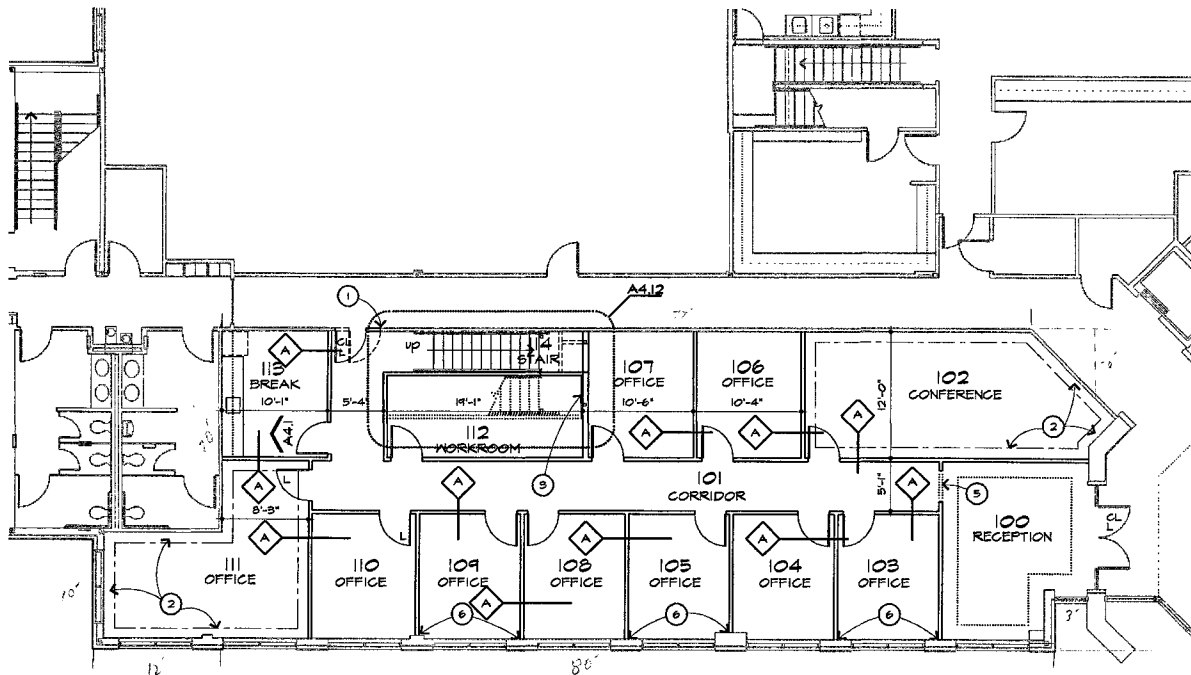 A4.12
1
72'
CL
L
UP
4
STAIR
A
113
BREAK
10'-1"
5'-4"
19'-1"
107
OFFICE
10'-6"
106
OFFICE
10'-4"
12'-0"
102
CONFERENCE
A4.1
A
A
A
2
112
WORKROOM
3
A
L
A
101
CORRIDOR
5'-1"
A
5
8'-3"
100
RECEPTION
CL
L
A
L
A
111
OFFICE
110
OFFICE
109
OFFICE
108
OFFICE
105
OFFICE
104
OFFICE
103
OFFICE
10'
2
A
6
6
6
3'
12'
80'